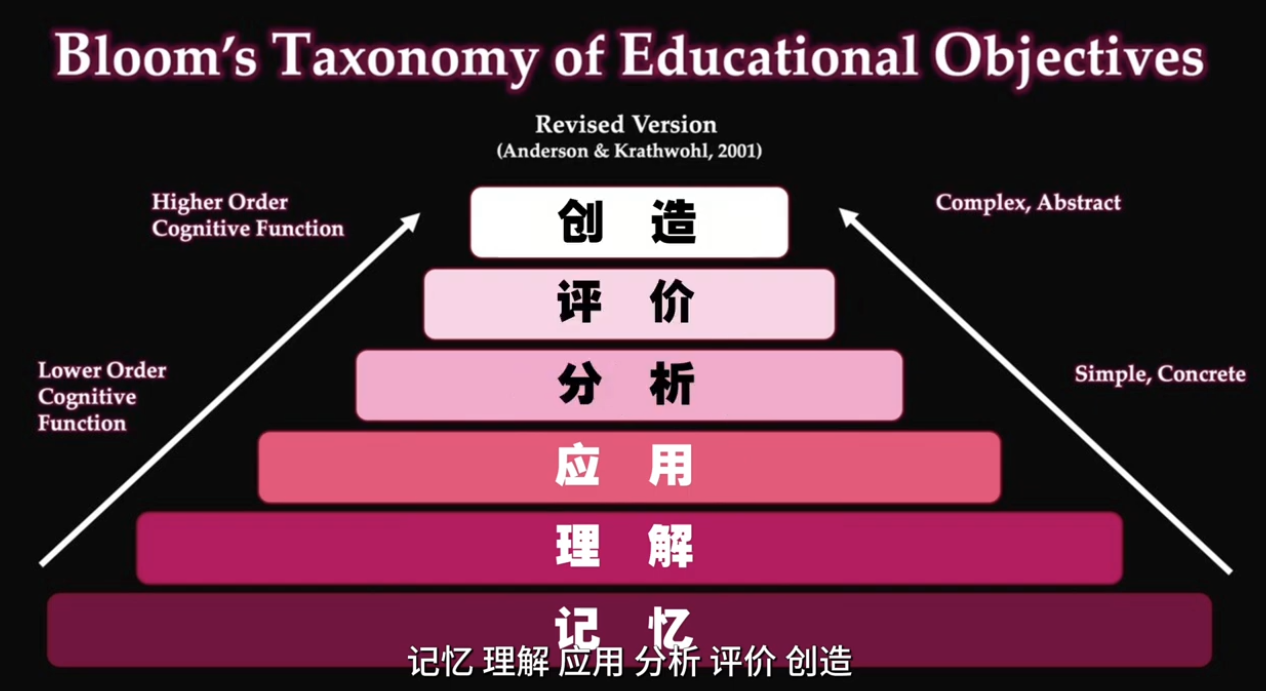 Bloom's Taxonomy of Educational Objectives
Revised Version
(Anderson & Krathwohl, 2001)
Higher Order
Cognitive Function
Complex, Abstract
创 造
评 价
分 析
Lower Order
Cognitive
Function
Simple, Concrete
应 用
理 解
记 忆
记忆 理解 应用 分析 评价 创造